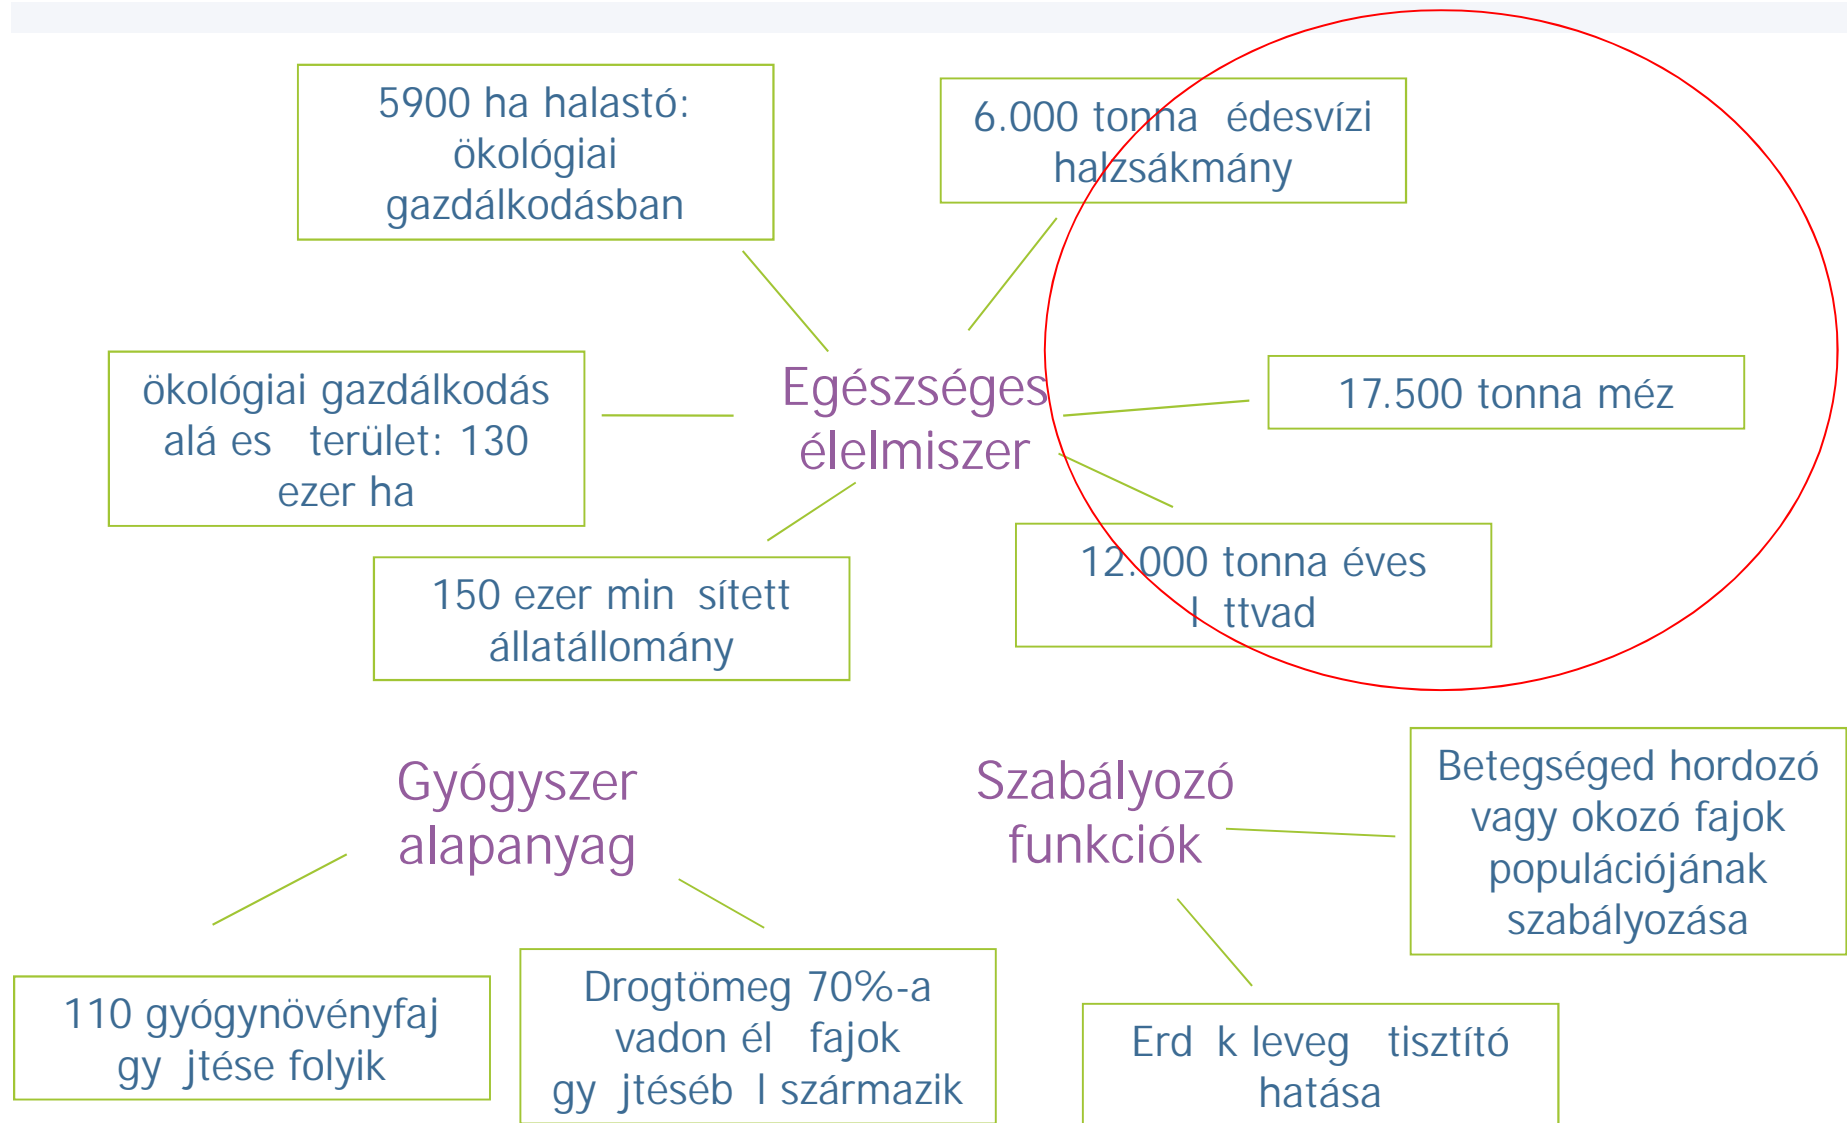 5900 ha halastó:
ökológiai
gazdálkodásban
6.000 tonna édesvízi
halzsákmány
ökológiai gazdálkodás
alá es terület: 130
ezer ha
Egészséges
élelmiszer
17.500 tonna méz
150 ezer min sített
állatállomány
12.000 tonna éves
l ttvad
Gyógyszer
alapanyag
Szabályozó
funkciók
Betegséged hordozó
vagy okozó fajok
populációjának
szabályozása
110 gyógynövényfaj
gy jtése folyik
Drogtömeg 70%-a
vadon él fajok
gy jtéséb l származik
Erd k leveg tisztító
hatása